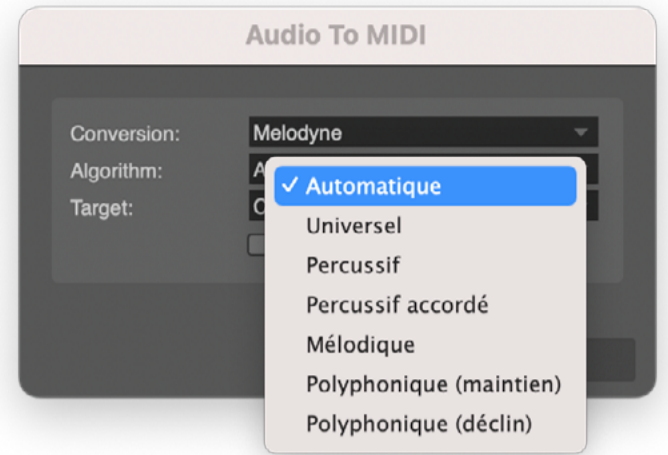 Audio To MIDI
Conversion: Melodyne
Algorithm: A
Target: C
✓ Automatique
Universel
Percussif
Percussif accordé
Mélodique
Polyphonique (maintien)
Polyphonique (déclin)